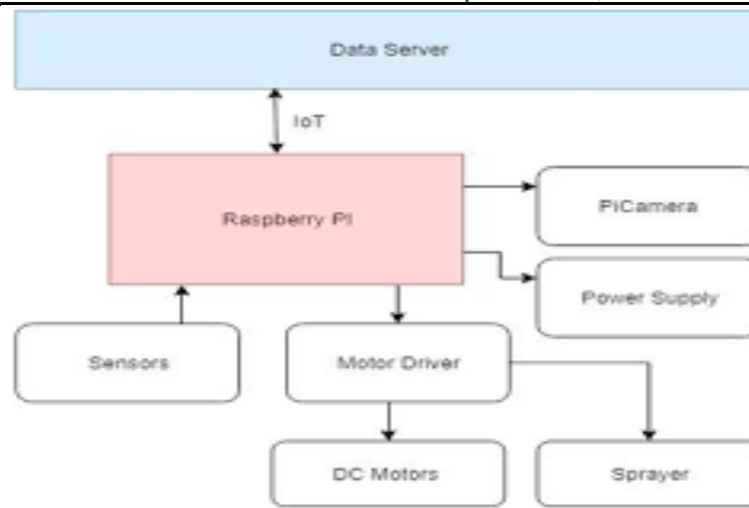 Data Server
IoT
Raspberry PI
PiCamera
Power Supply
Sensors
Motor Driver
DC Motors
Sprayer